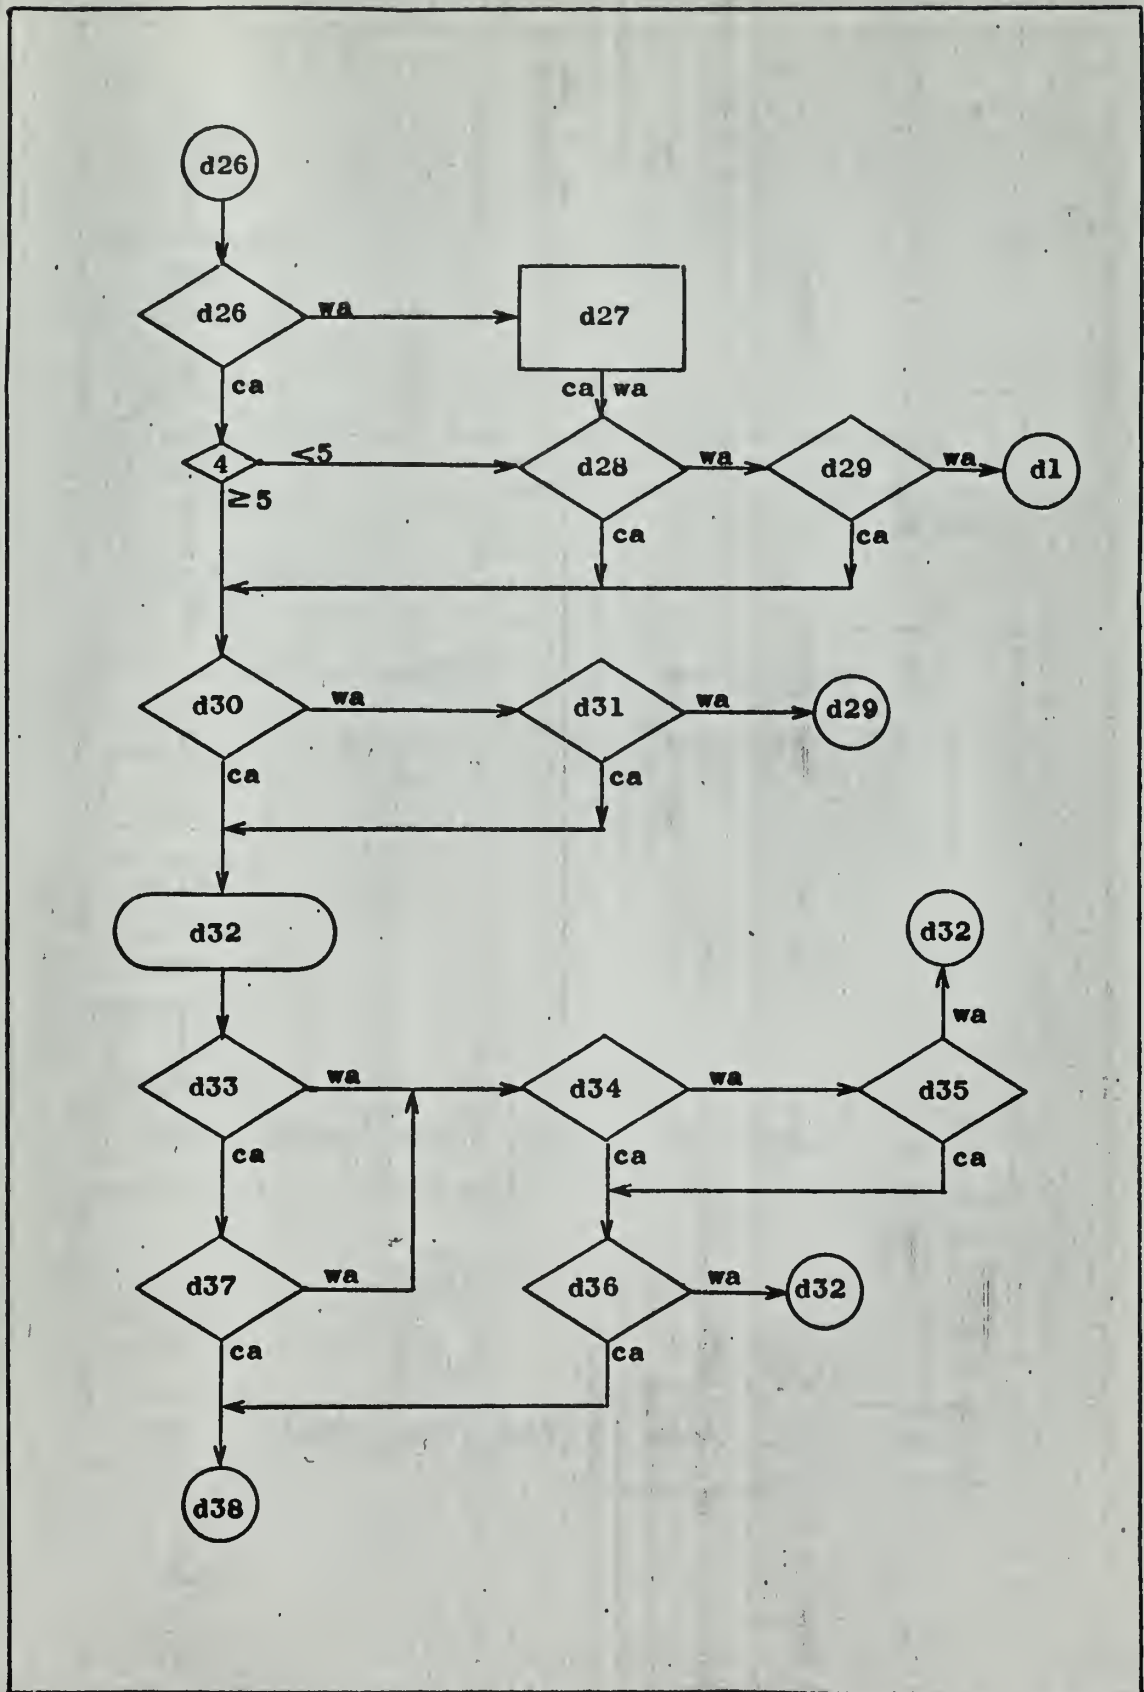 d26
d26 wa d27
ca
ca wa
4 <5 d28 wa d29 wa d1
≥5
ca ca
d30 wa d31 wa d29
ca ca
d32 d32
wa
d33 wa d34 wa d35
ca ca ca
d37 wa d36 wa d32
ca ca
d38